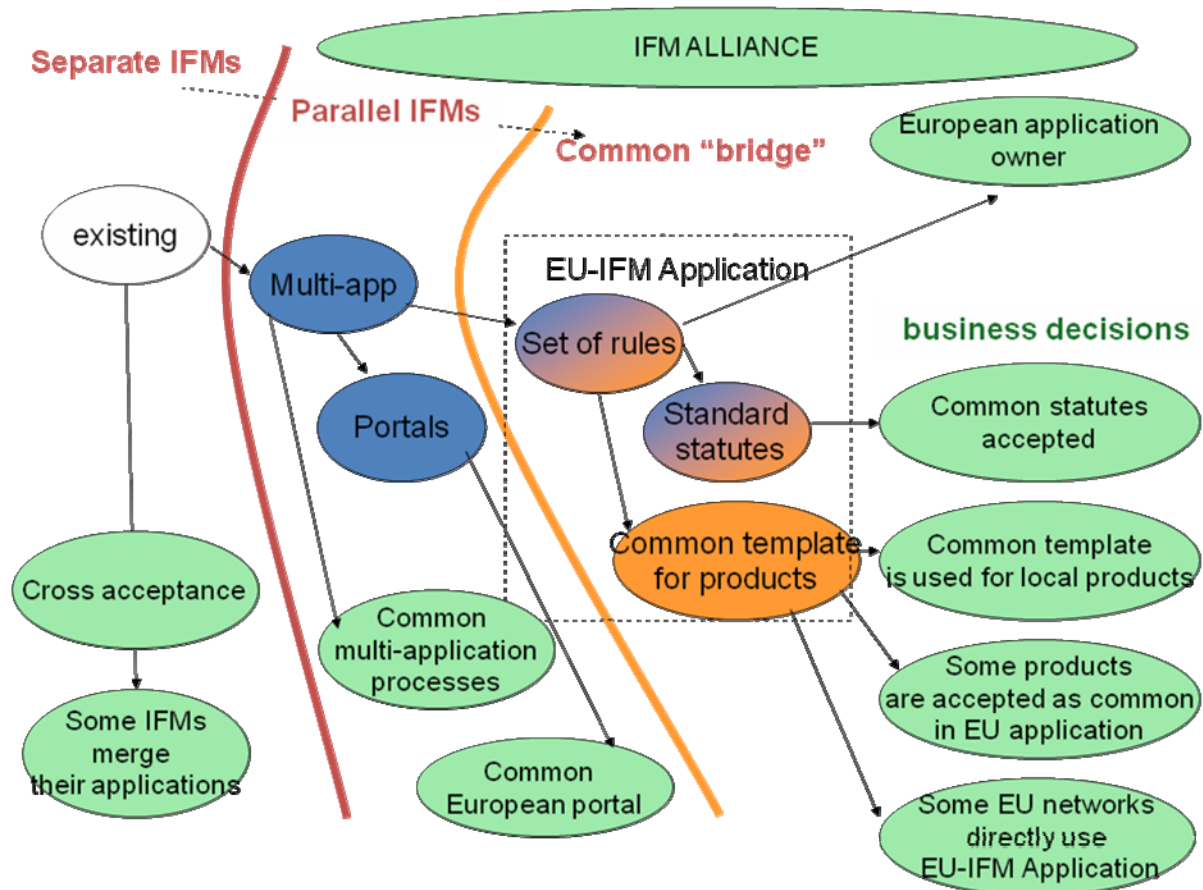 IFM ALLIANCE
Separate IFMs
Parallel IFMs
Common “bridge”
European application
owner
existing
Multi-app
EU-IFM Application
Set of rules
business decisions
Portals
Standard
statutes
Common statutes
accepted
Common template
for products
Common template
is used for local products
Cross acceptance
Common
multi-application
processes
Some products
are accepted as common
in EU application
Some IFMs
merge
their applications
Common
European portal
Some EU networks
directly use
EU-IFM Application